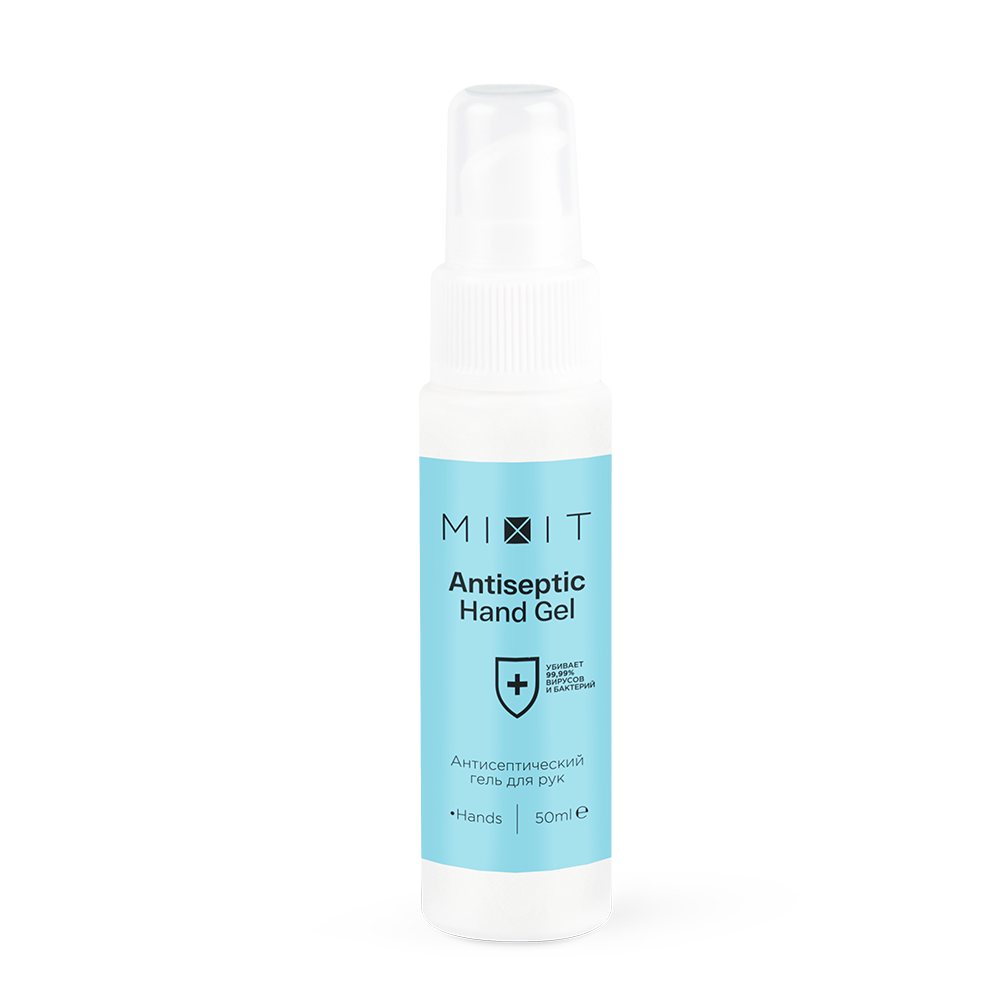 MIXIT
Antiseptic
Hand Gel
УБИВАЕТ
99,99%
ВИРУСОВ
И БАКТЕРИЙ
Антисептический
гель для рук
•Hands | 50ml ℮